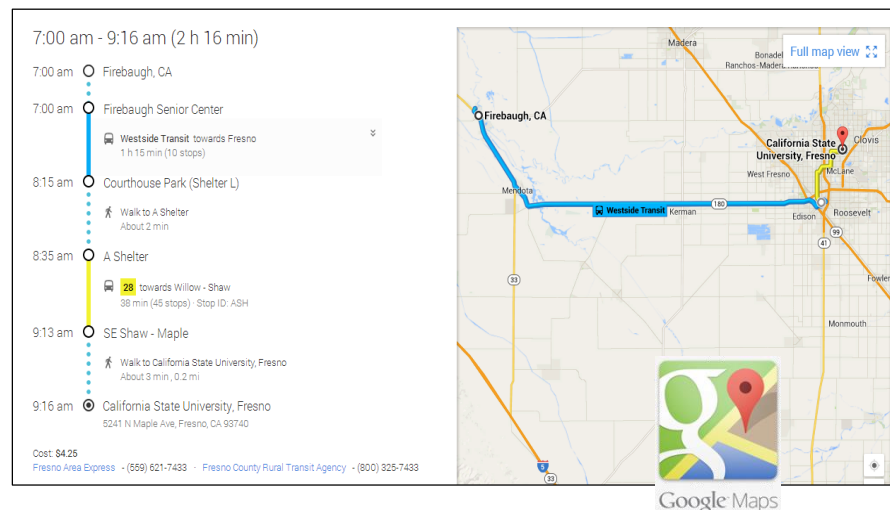 7:00 am - 9:16 am (2 h 16 min)
7:00 am Firebaugh, CA
7:00 am Firebaugh Senior Center
Westside Transit towards Fresno
1 h 15 min (10 stops)
8:15 am Courthouse Park (Shelter L)
Walk to A Shelter
About 2 min
8:35 am A Shelter
28 towards Willow - Shaw
38 min (45 stops) · Stop ID: ASH
9:13 am SE Shaw - Maple
Walk to California State University, Fresno
About 3 min , 0.2 mi
9:16 am California State University, Fresno
5241 N Maple Ave, Fresno, CA 93740
Cost: $4.25
Fresno Area Express - (559) 621-7433 · Fresno County Rural Transit Agency - (800) 325-7433
Madera
Full map view
Firebaugh, CA
California State
University, Fresno
Clovis
McLane
West Fresno
Mendota
Westside Transit
Kerman
180
Edison
Roosevelt
99
41
33
Fowler
Monmouth
5
33
Google Maps